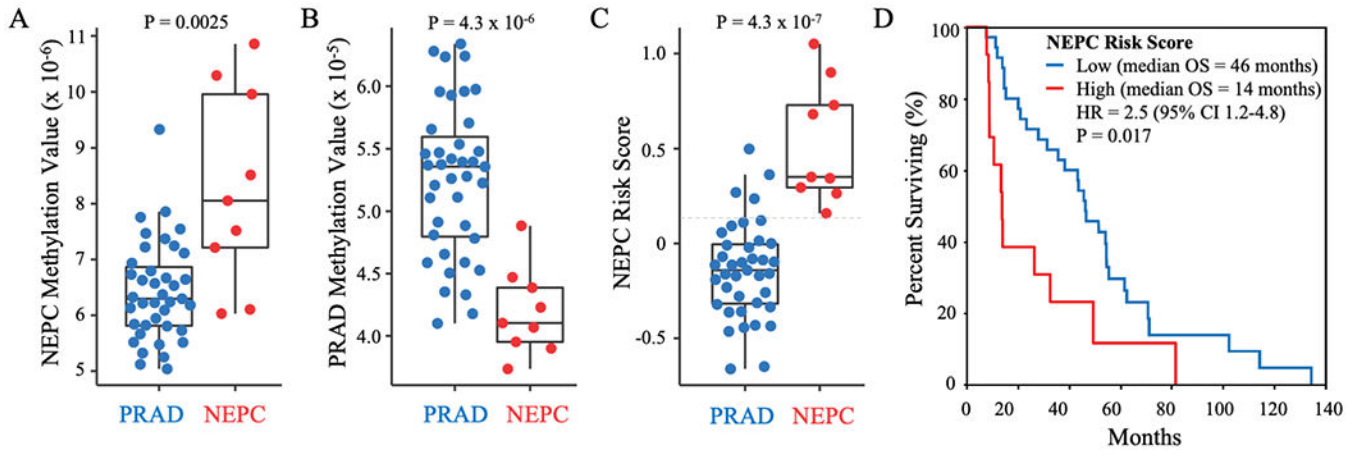 A
P = 0.0025
NEPC Methylation Value (x 10-6)
11
10
9
8
7
6
5
PRAD NEPC
B
P = 4.3 x 10-6
PRAD Methylation Value (x 10-5)
6.0
5.5
5.0
4.5
4.0
PRAD NEPC
C
P = 4.3 x 10-7
NEPC Risk Score
1.0
0.5
0
-0.5
PRAD NEPC
D
Percent Surviving (%)
100
80
60
40
20
0
NEPC Risk Score
Low (median OS = 46 months)
High (median OS = 14 months)
HR = 2.5 (95% CI 1.2-4.8)
P = 0.017
0 20 40 60 80 100 120 140
Months